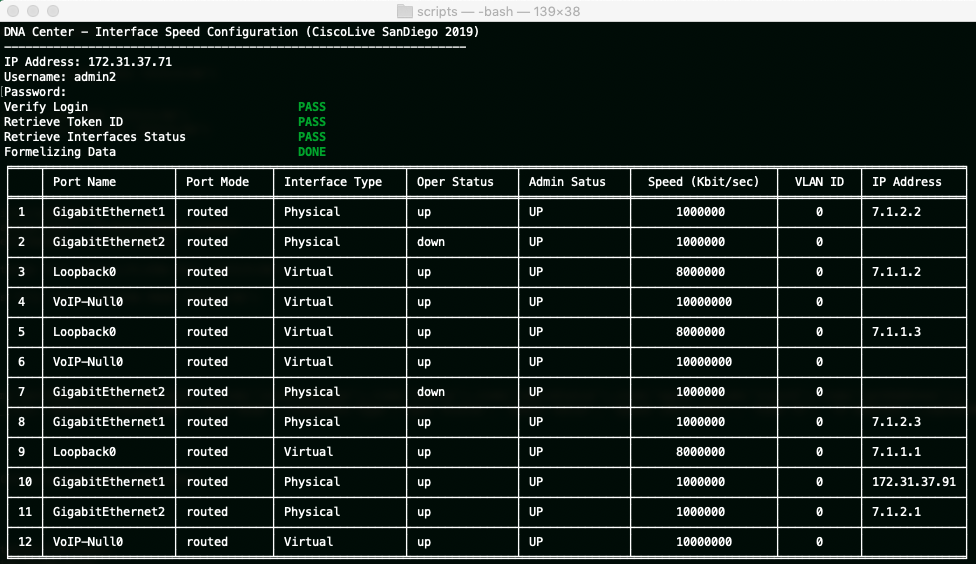 scripts — -bash — 139×38
DNA Center - Interface Speed Configuration (CiscoLive SanDiego 2019)
------------------------------------------------------------------
IP Address: 172.31.37.71
Username: admin2
Password:
Verify Login PASS
Retrieve Token ID PASS
Retrieve Interfaces Status PASS
Formelizing Data DONE
Port Name Port Mode Interface Type Oper Status Admin Satus Speed (Kbit/sec) VLAN ID IP Address
1 GigabitEthernet1 routed Physical up UP 1000000 0 7.1.2.2
2 GigabitEthernet2 routed Physical down UP 1000000 0
3 Loopback0 routed Virtual up UP 8000000 0 7.1.1.2
4 VoIP-Null0 routed Virtual up UP 10000000 0
5 Loopback0 routed Virtual up UP 8000000 0 7.1.1.3
6 VoIP-Null0 routed Virtual up UP 10000000 0
7 GigabitEthernet2 routed Physical down UP 1000000 0
8 GigabitEthernet1 routed Physical up UP 1000000 0 7.1.2.3
9 Loopback0 routed Virtual up UP 8000000 0 7.1.1.1
10 GigabitEthernet1 routed Physical up UP 1000000 0 172.31.37.91
11 GigabitEthernet2 routed Physical up UP 1000000 0 7.1.2.1
12 VoIP-Null0 routed Virtual up UP 10000000 0